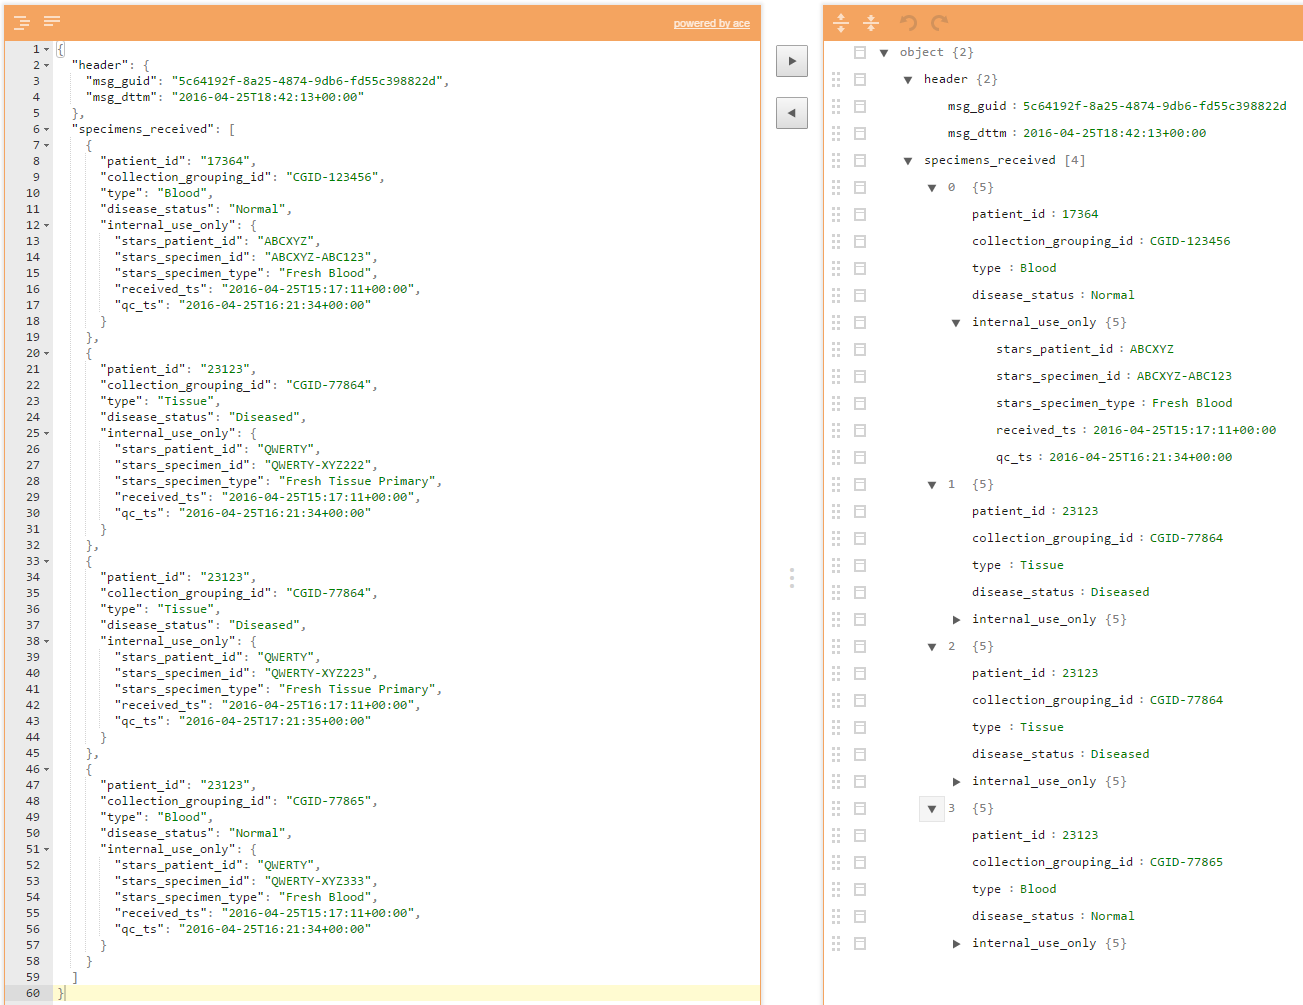 powered by ace
1 {
2 "header": {
3 "msg_guid": "5c64192f-8a25-4874-9db6-fd55c398822d",
4 "msg_dttm": "2016-04-25T18:42:13+00:00"
5 },
6 "specimens_received": [
7 {
8 "patient_id": "17364",
9 "collection_grouping_id": "CGID-123456",
10 "type": "Blood",
11 "disease_status": "Normal",
12 "internal_use_only": {
13 "stars_patient_id": "ABCXYZ",
14 "stars_specimen_id": "ABCXYZ-ABC123",
15 "stars_specimen_type": "Fresh Blood",
16 "received_ts": "2016-04-25T15:17:11+00:00",
17 "qc_ts": "2016-04-25T16:21:34+00:00"
18 }
19 },
20 {
21 "patient_id": "23123",
22 "collection_grouping_id": "CGID-77864",
23 "type": "Tissue",
24 "disease_status": "Diseased",
25 "internal_use_only": {
26 "stars_patient_id": "QWERTY",
27 "stars_specimen_id": "QWERTY-XYZ222",
28 "stars_specimen_type": "Fresh Tissue Primary",
29 "received_ts": "2016-04-25T15:17:11+00:00",
30 "qc_ts": "2016-04-25T16:21:34+00:00"
31 }
32 },
33 {
34 "patient_id": "23123",
35 "collection_grouping_id": "CGID-77864",
36 "type": "Tissue",
37 "disease_status": "Diseased",
38 "internal_use_only": {
39 "stars_patient_id": "QWERTY",
40 "stars_specimen_id": "QWERTY-XYZ223",
41 "stars_specimen_type": "Fresh Tissue Primary",
42 "received_ts": "2016-04-25T16:17:11+00:00",
43 "qc_ts": "2016-04-25T17:21:35+00:00"
44 }
45 },
46 {
47 "patient_id": "23123",
48 "collection_grouping_id": "CGID-77865",
49 "type": "Blood",
50 "disease_status": "Normal",
51 "internal_use_only": {
52 "stars_patient_id": "QWERTY",
53 "stars_specimen_id": "QWERTY-XYZ333",
54 "stars_specimen_type": "Fresh Blood",
55 "received_ts": "2016-04-25T15:17:11+00:00",
56 "qc_ts": "2016-04-25T16:21:34+00:00"
57 }
58 }
59 ]
60 }
object {2}
header {2}
msg_guid : 5c64192f-8a25-4874-9db6-fd55c398822d
msg_dttm : 2016-04-25T18:42:13+00:00
specimens_received [4]
0 {5}
patient_id : 17364
collection_grouping_id : CGID-123456
type : Blood
disease_status : Normal
internal_use_only {5}
stars_patient_id : ABCXYZ
stars_specimen_id : ABCXYZ-ABC123
stars_specimen_type : Fresh Blood
received_ts : 2016-04-25T15:17:11+00:00
qc_ts : 2016-04-25T16:21:34+00:00
1 {5}
patient_id : 23123
collection_grouping_id : CGID-77864
type : Tissue
disease_status : Diseased
internal_use_only {5}
2 {5}
patient_id : 23123
collection_grouping_id : CGID-77864
type : Tissue
disease_status : Diseased
internal_use_only {5}
3 {5}
patient_id : 23123
collection_grouping_id : CGID-77865
type : Blood
disease_status : Normal
internal_use_only {5}